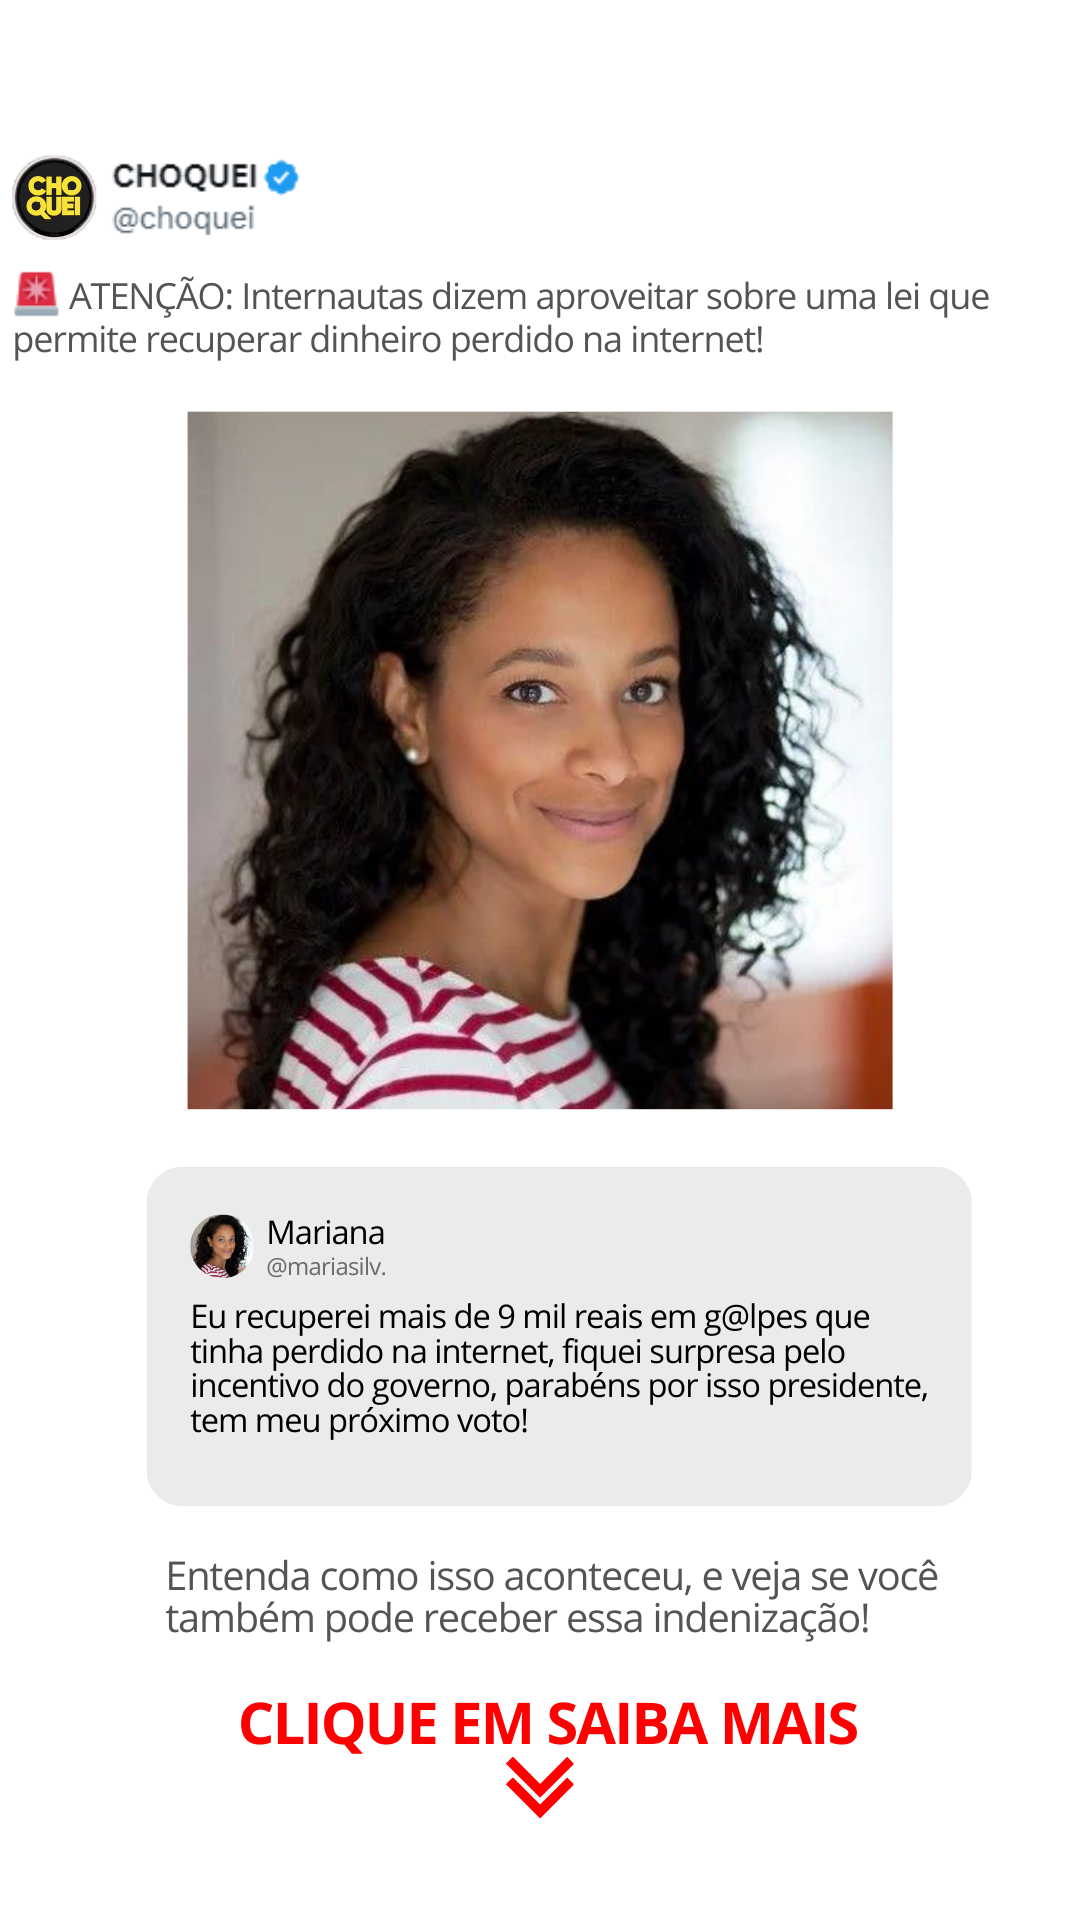 CHO
QUEI
CHOQUEI
@choquei
🚨 ATENÇÃO: Internautas dizem aproveitar sobre uma lei que
permite recuperar dinheiro perdido na internet!
Mariana
@mariasilv.
Eu recuperei mais de 9 mil reais em g@lpes que
tinha perdido na internet, fiquei surpresa pelo
incentivo do governo, parabéns por isso presidente,
tem meu próximo voto!
Entenda como isso aconteceu, e veja se você
também pode receber essa indenização!
CLIQUE EM SAIBA MAIS